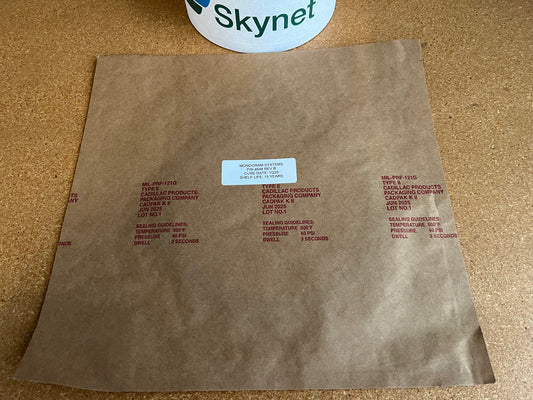 Skynet
MONOGRAM SYSTEMS
CURE DATE: 1Q25
SHELF LIFE: 15 YEARS
MIL-PRF-121G
TYPE II
CADILLAC PRODUCTS
PACKAGING COMPANY
CADPAK K II
JUN 2025
LOT NO.1
SEALING GUIDELINES:
TEMPERATURE 500°F
PRESSURE 40 PSI
DWELL 3 SECONDS
TYPE II
CADILLAC PRODUCTS
PACKAGING COMPANY
CADPAK K II
JUN 2025
LOT NO.1
SEALING GUIDELINES:
TEMPERATURE 500°F
PRESSURE 40 PSI
DWELL 3 SECONDS
MIL-PRF-121G
TYPE II
CADILLAC PRODUCTS
PACKAGING COMPANY
CADPAK K II
JUN 2025
LOT NO.1
SEALING GUIDELINES:
TEMPERATURE 500°F
PRESSURE 40 PSI
DWELL 3 SECONDS